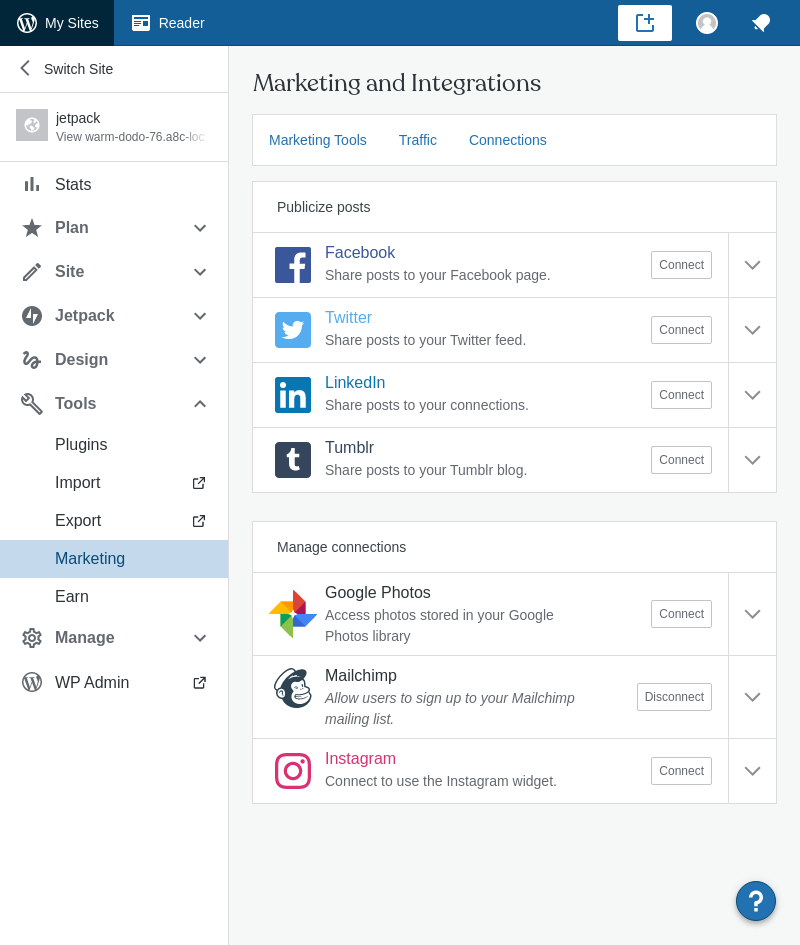 My Sites
Reader
Switch Site
jetpack
View warm-dodo-76.a8c-loc
Stats
Plan
Site
Jetpack
Design
Tools
Plugins
Import
Export
Marketing
Earn
Manage
WP Admin
Marketing and Integrations
Marketing Tools Traffic Connections
Publicize posts
Facebook
Share posts to your Facebook page.
Connect
Twitter
Share posts to your Twitter feed.
Connect
LinkedIn
Share posts to your connections.
Connect
Tumblr
Share posts to your Tumblr blog.
Connect
Manage connections
Google Photos
Access photos stored in your Google
Photos library
Connect
Mailchimp
Allow users to sign up to your Mailchimp
mailing list.
Disconnect
Instagram
Connect to use the Instagram widget.
Connect
?